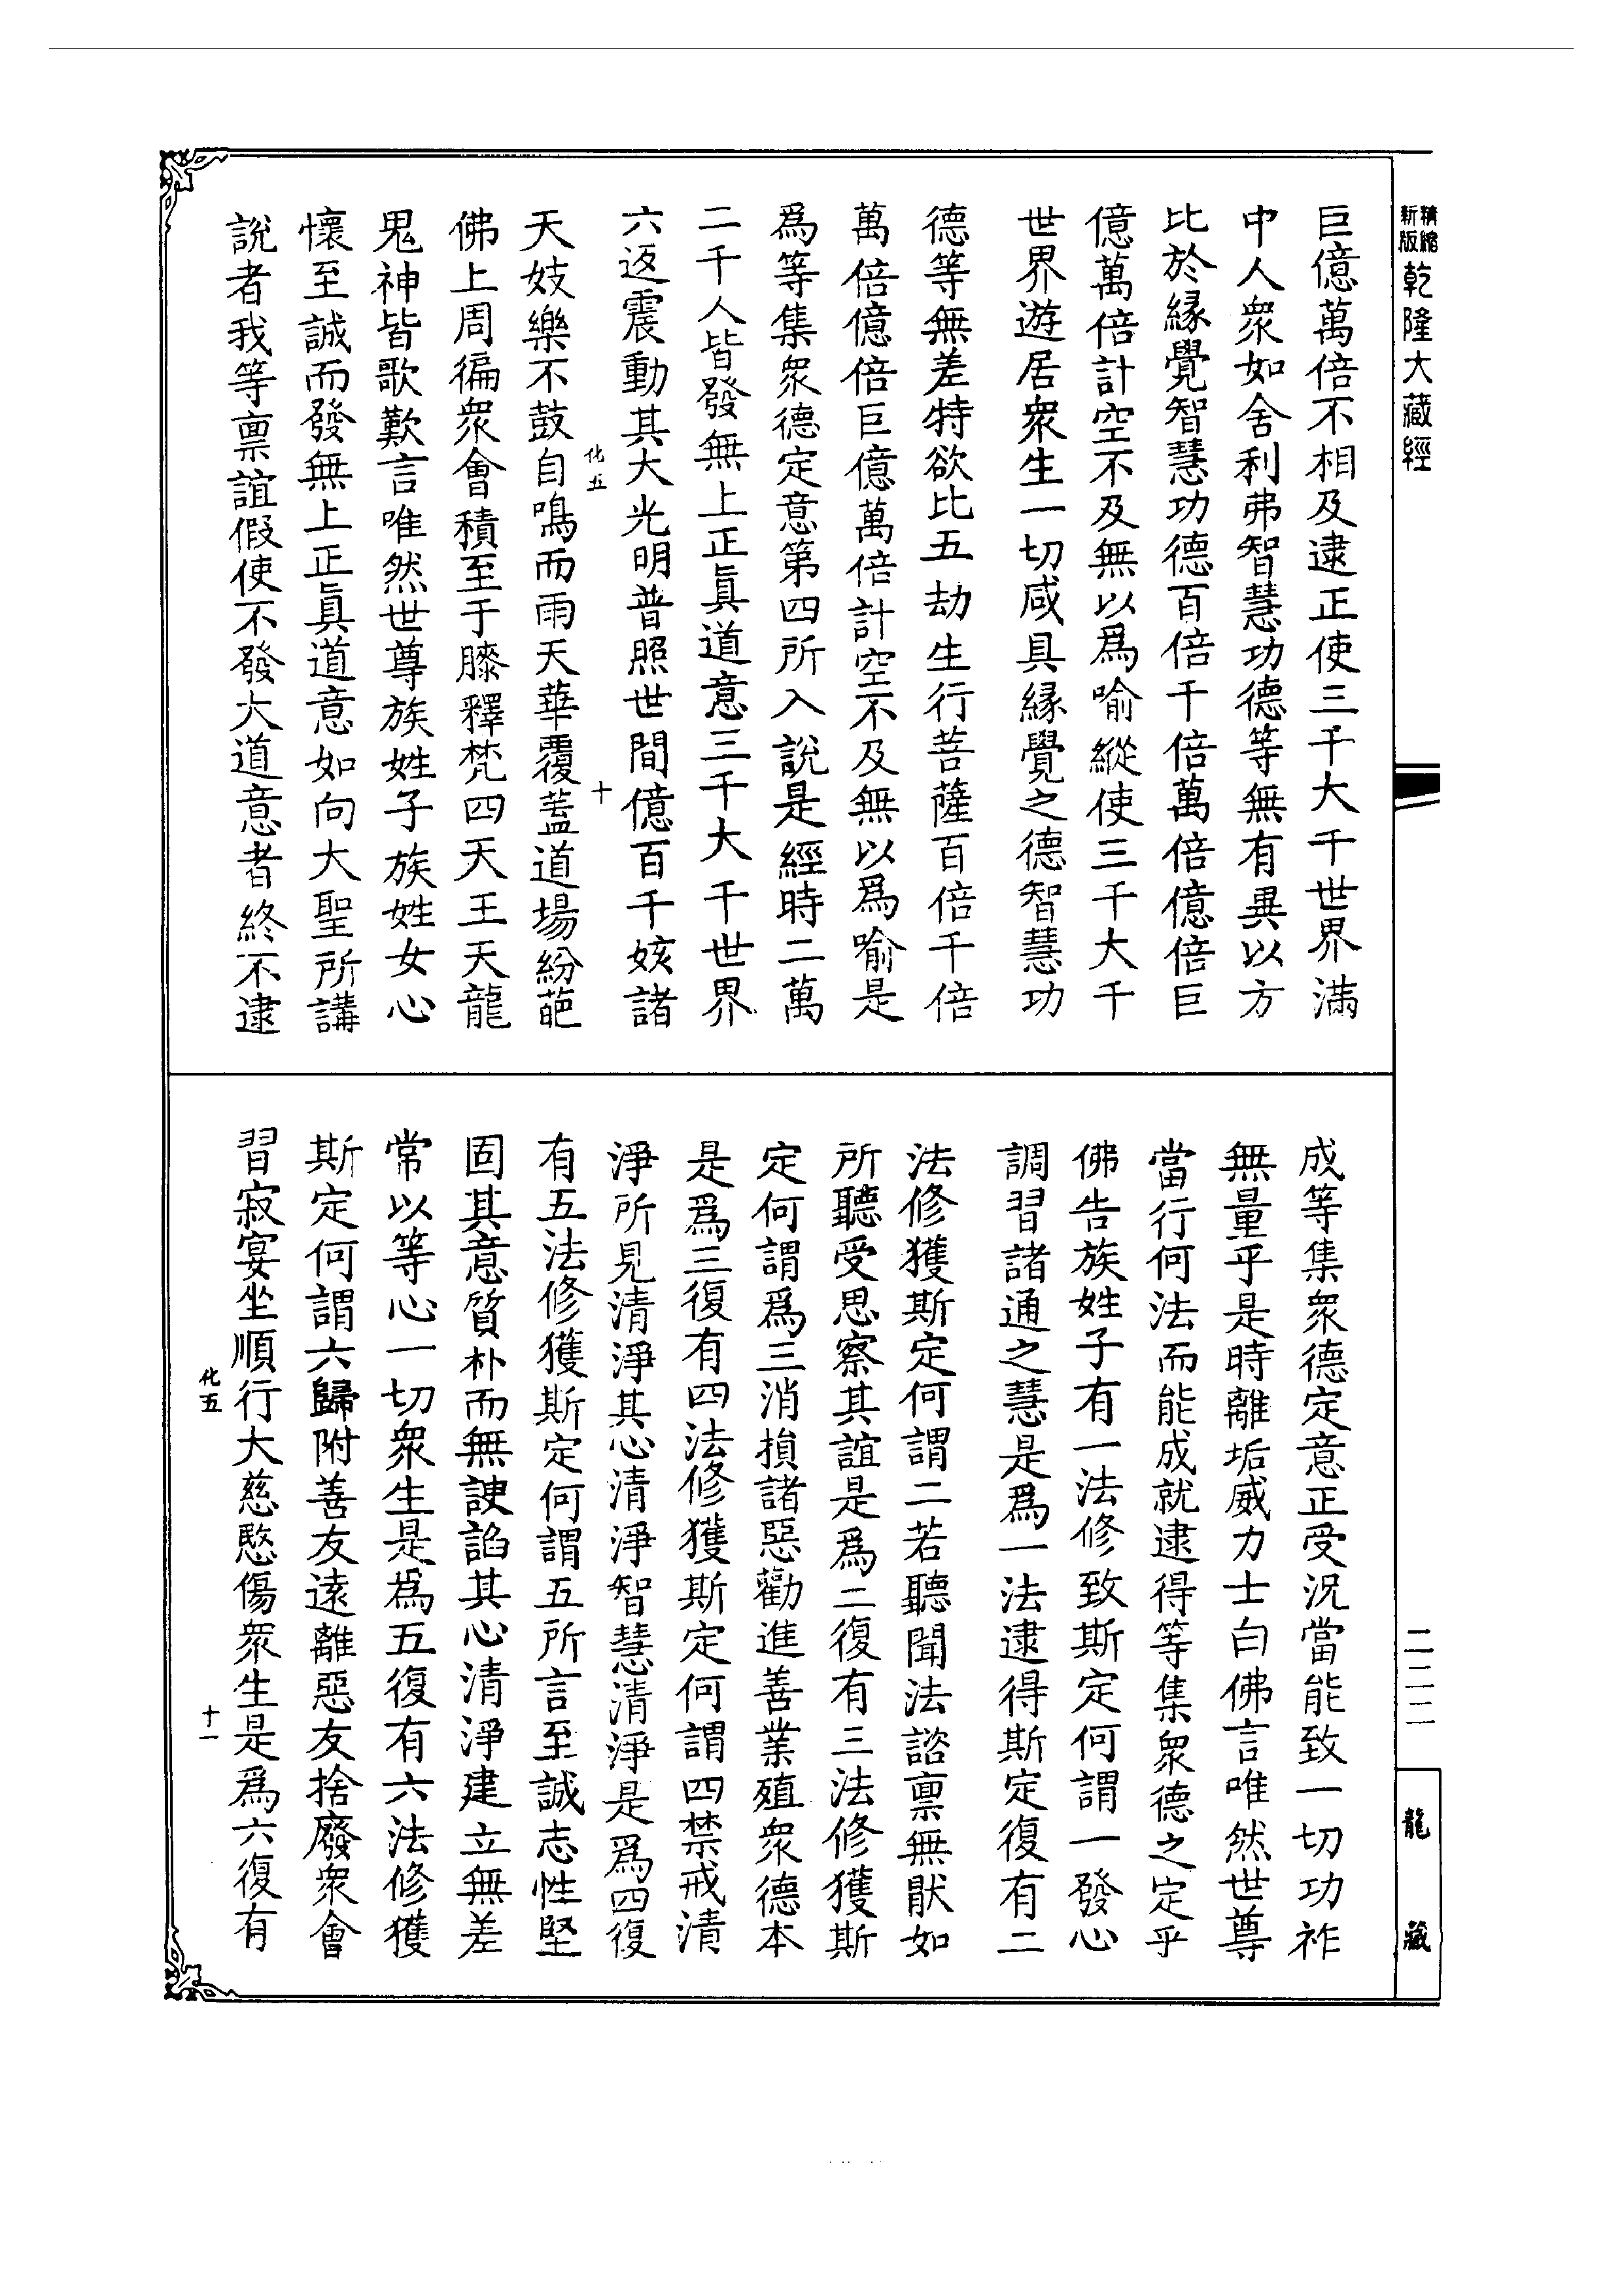 精縮新版 乾隆大藏經
巨億萬倍不相及逮正使三千大千世界滿
中人衆如舍利弗智慧功德等無有異以方
比於緣覺智慧功德百倍千倍萬倍億倍巨
億萬倍計空不及無以爲喻縱使三千大千
世界遊居衆生一切咸具緣覺之德智慧功
德等無差特欲比五劫生行菩薩百倍千倍
萬倍億倍巨億萬倍計空不及無以爲喻是
爲等集衆德定意第四所入說是經時二萬
二千人皆發無上正眞道意三千大千世界
六返震動其大光明普照世間億百千姟諸
化五
十
天妓樂不鼓自鳴而雨天華覆蓋道場紛葩
佛上周徧衆會積至于膝釋梵四天王天龍
鬼神皆歌歎言唯然世尊族姓子族姓女心
懷至誠而發無上正眞道意如向大聖所講
說者我等稟誼假使不發大道意者終不逮
成等集衆德定意正受況當能致一切功祚
無量乎是時離垢威力士白佛言唯然世尊
當行何法而能成就逮得等集衆德之定乎
佛告族姓子有一法修致斯定何謂一發心
調習諸通之慧是爲一法逮得斯定復有二
法修獲斯定何謂二若聽聞法諮稟無猒如
所聽受思察其誼是爲二復有三法修獲斯
定何謂爲三消損諸惡勸進善業殖衆德本
是爲三復有四法修獲斯定何謂四禁戒清
淨所見清淨其心清淨智慧清淨是爲四復
有五法修獲斯定何謂五所言至誠志性堅
固其意質朴而無諛諂其心清淨建立無差
常以等心一切衆生是爲五復有六法修獲
斯定何謂六歸附善友遠離惡友捨廢衆會
習寂宴坐順行大慈愍傷衆生是爲六復有
化五
十一
二二二
龍藏